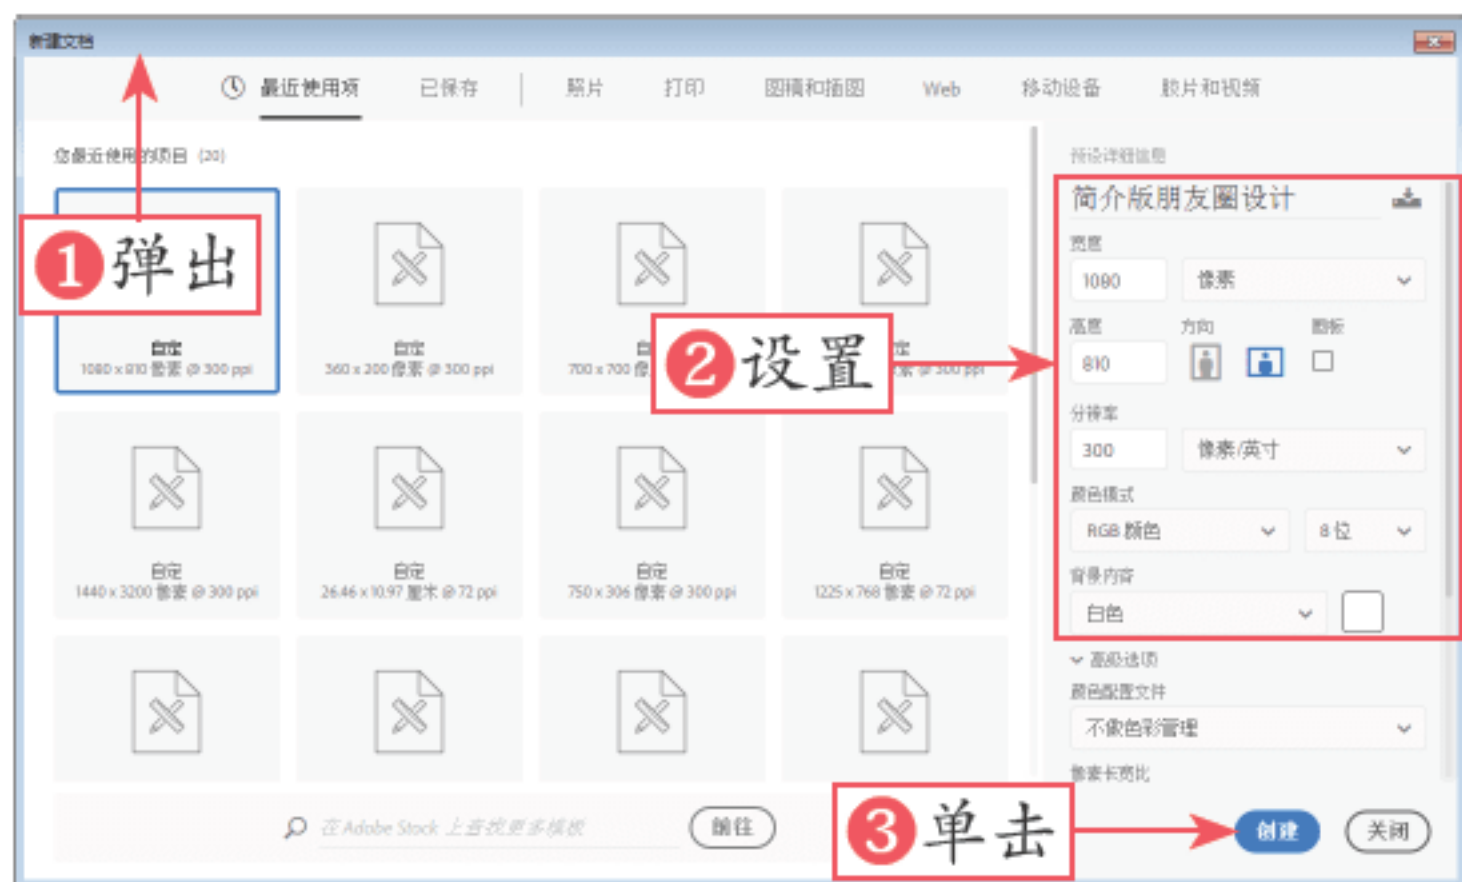 新建文档
最近使用项 已保存 照片 打印 图稿和插图 Web 移动设备 胶片和视频
您最近使用的项目 (20)
预设详细信息
简介版朋友圈设计
宽度
1080 像素
高度 方向 画板
810
分辨率
300 像素/英寸
颜色模式
RGB 颜色 8 位
背景内容
白色
高级选项
颜色配置文件
不做色彩管理
像素长宽比
1 弹出
2 设置
3 单击
自定
1080 x 810 像素 @ 300 ppi
自定
360 x 200 像素 @ 300 ppi
700 x 700
@ 300 ppi
自定
1440 x 3200 像素 @ 300 ppi
自定
26.46 x 10.97 厘米 @ 72 ppi
自定
750 x 306 像素 @ 300 ppi
自定
1225 x 768 像素 @ 72 ppi
在 Adobe Stock 上查找更多模板
前往
创建 关闭